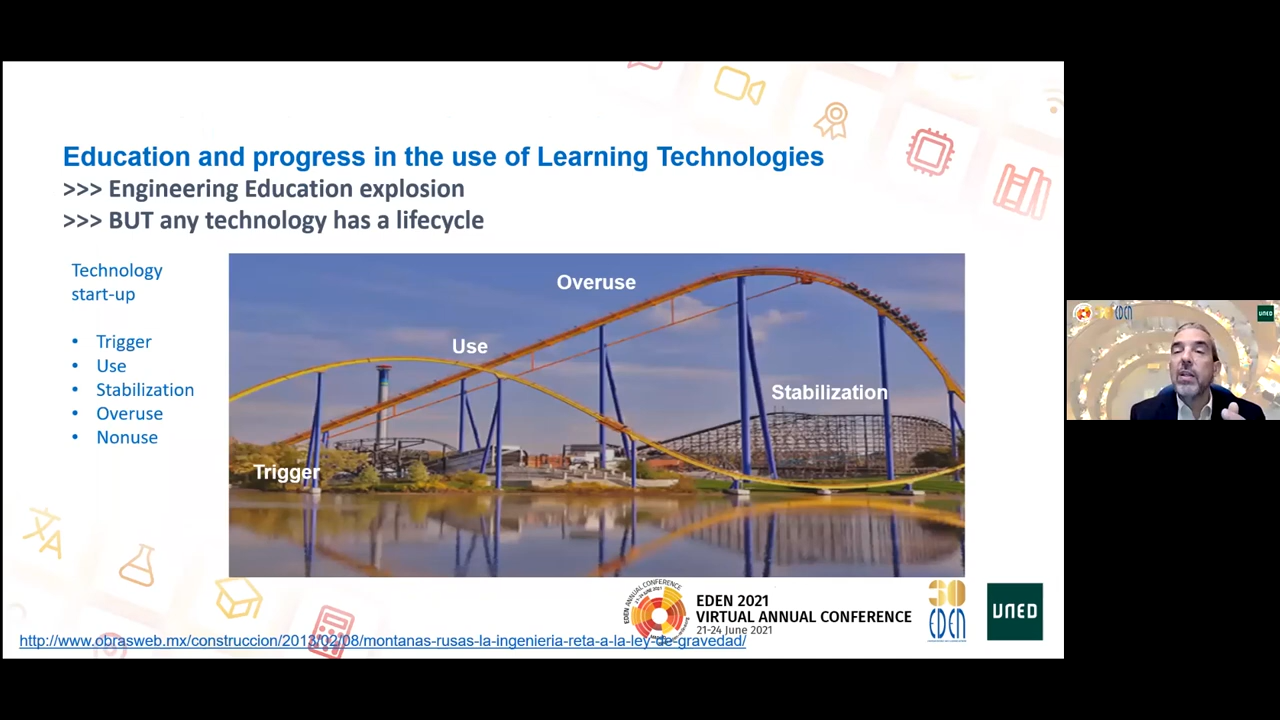 Education and progress in the use of Learning Technologies
>>> Engineering Education explosion
>>> BUT any technology has a lifecycle
Technology
start-up
• Trigger
• Use
• Stabilization
• Overuse
• Nonuse
Overuse
Use
Stabilization
Trigger
EDEN 2021
VIRTUAL ANNUAL CONFERENCE
21-24 June 2021
30
EDEN
UNED
http://www.obrasweb.mx/construccion/2013/02/08/montanas-rusas-la-ingenieria-reta-a-la-ley-de-gravedad/
EDEN
UNED